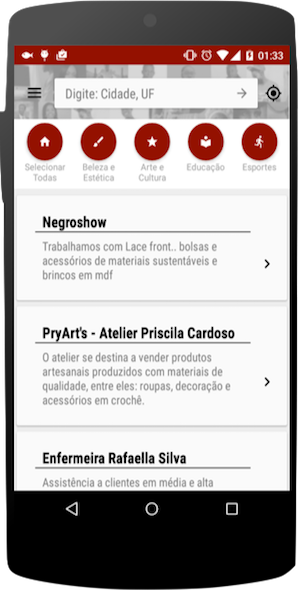 01:33
Digite: Cidade, UF
Selecionar Todas
Beleza e Estética
Arte e Cultura
Educação
Esportes
Negroshow
Trabalhamos com Lace front.. bolsas e
acessórios de materiais sustentáveis e
brincos em mdf
PryArt's - Atelier Priscila Cardoso
O atelier se destina a vender produtos
artesanais produzidos com materiais de
qualidade, entre eles: roupas, decoração e
acessórios em crochê.
Enfermeira Rafaella Silva
Assistência a clientes em média e alta